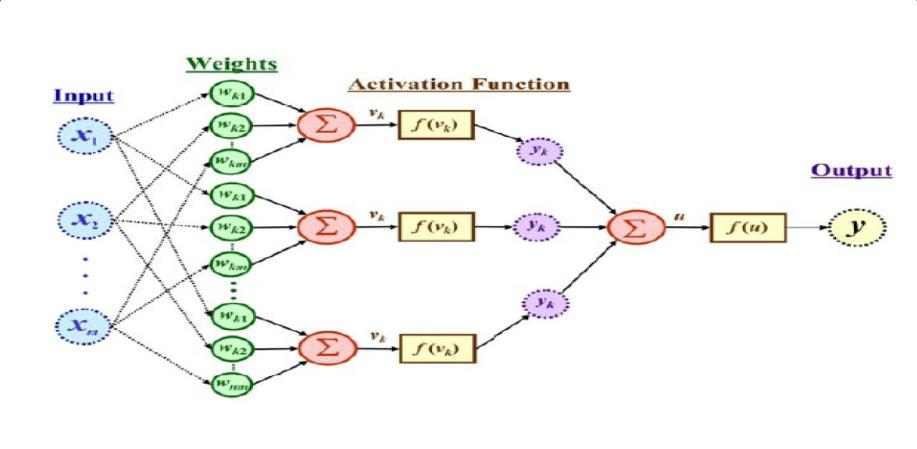 Weights
Activation Function
Input
Output
x₁
x₂
xₘ
wₖ₁
wₖ₂
wₖₘ
wₖ₁
wₖ₂
wₖₘ
wₖ₁
wₖ₂
wₘₘ
Σ
Σ
Σ
vₖ
f(vₖ)
vₖ
f(vₖ)
vₖ
f(vₖ)
yₖ
yₖ
yₖ
Σ
u
f(u)
y